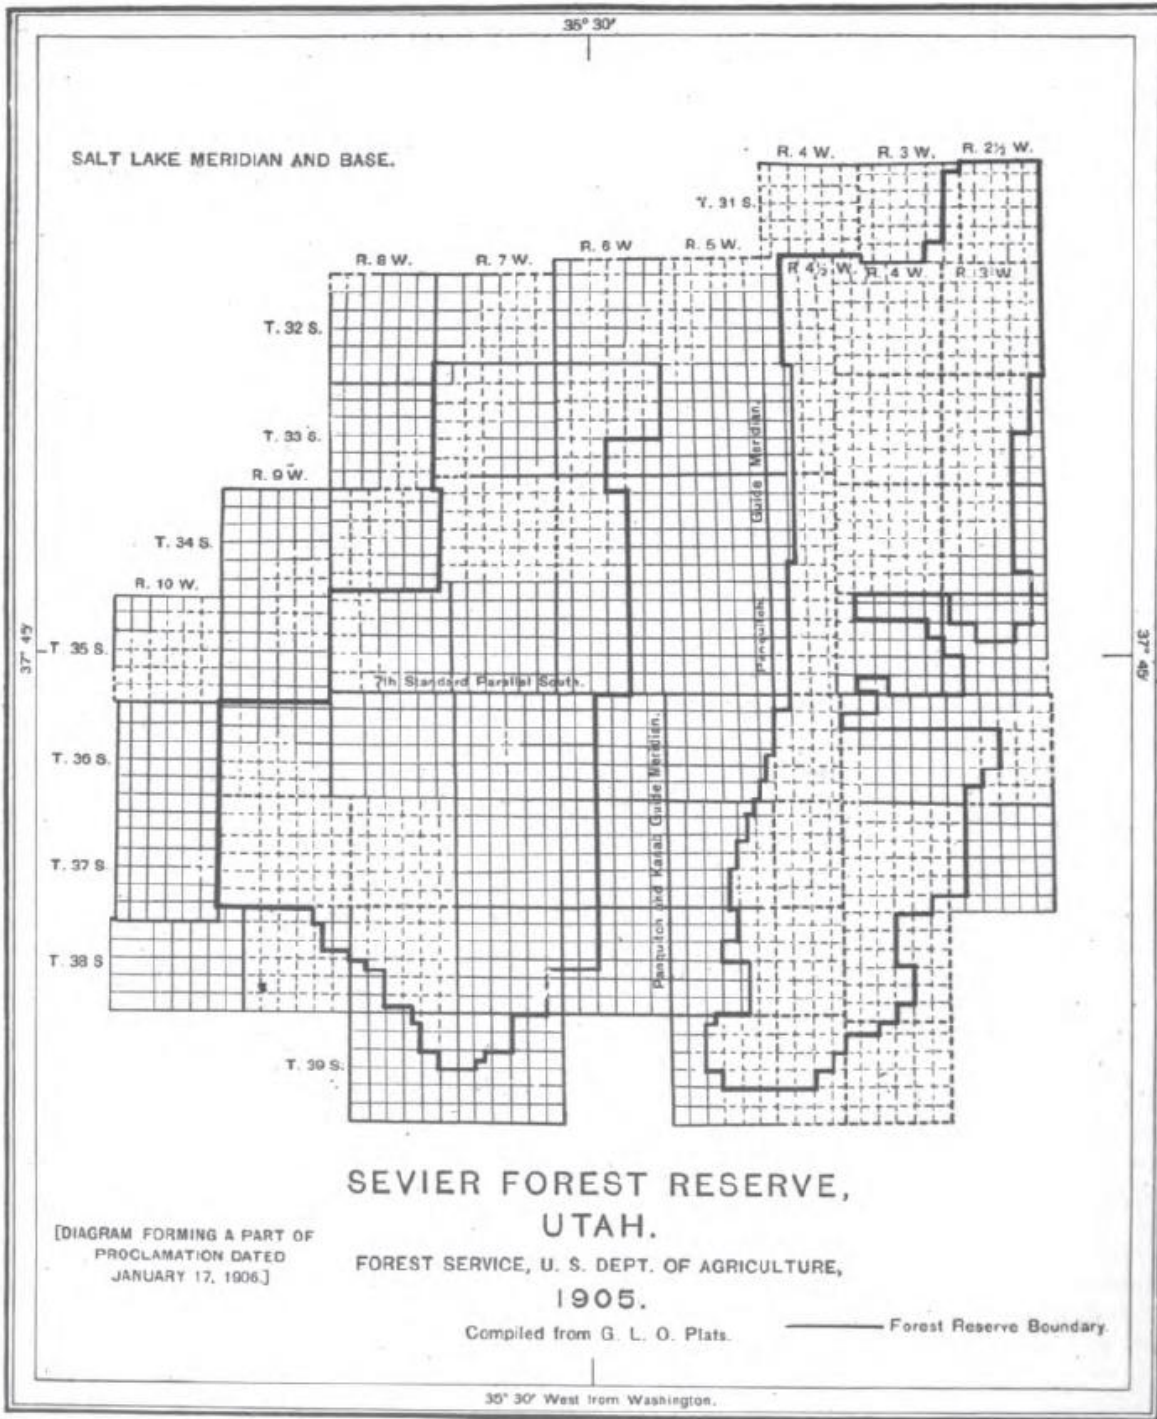 35° 30′
SALT LAKE MERIDIAN AND BASE.
R. 4 W. R. 3 W. R. 2½ W.
T. 31 S.
R. 8 W. R. 7 W. R. 6 W R. 5 W. R 4½ W. R. 4 W. R. 3 W
T. 32 S.
Guide Meridian.
T. 33 S.
R. 9 W.
T. 34 S.
R. 10 W.
Panguitch.
37° 45′
T. 35 S.
37° 45′
7th Standard Parallel South.
T. 36 S.
Panguitch and Kanab Guide Meridian.
T. 37 S.
T. 38 S
T. 39 S.
SEVIER FOREST RESERVE,
UTAH.
[DIAGRAM FORMING A PART OF
PROCLAMATION DATED
JANUARY 17, 1906.]
FOREST SERVICE, U. S. DEPT. OF AGRICULTURE,
1905.
Compiled from G. L. O. Plats.
Forest Reserve Boundary.
35° 30′ West from Washington.